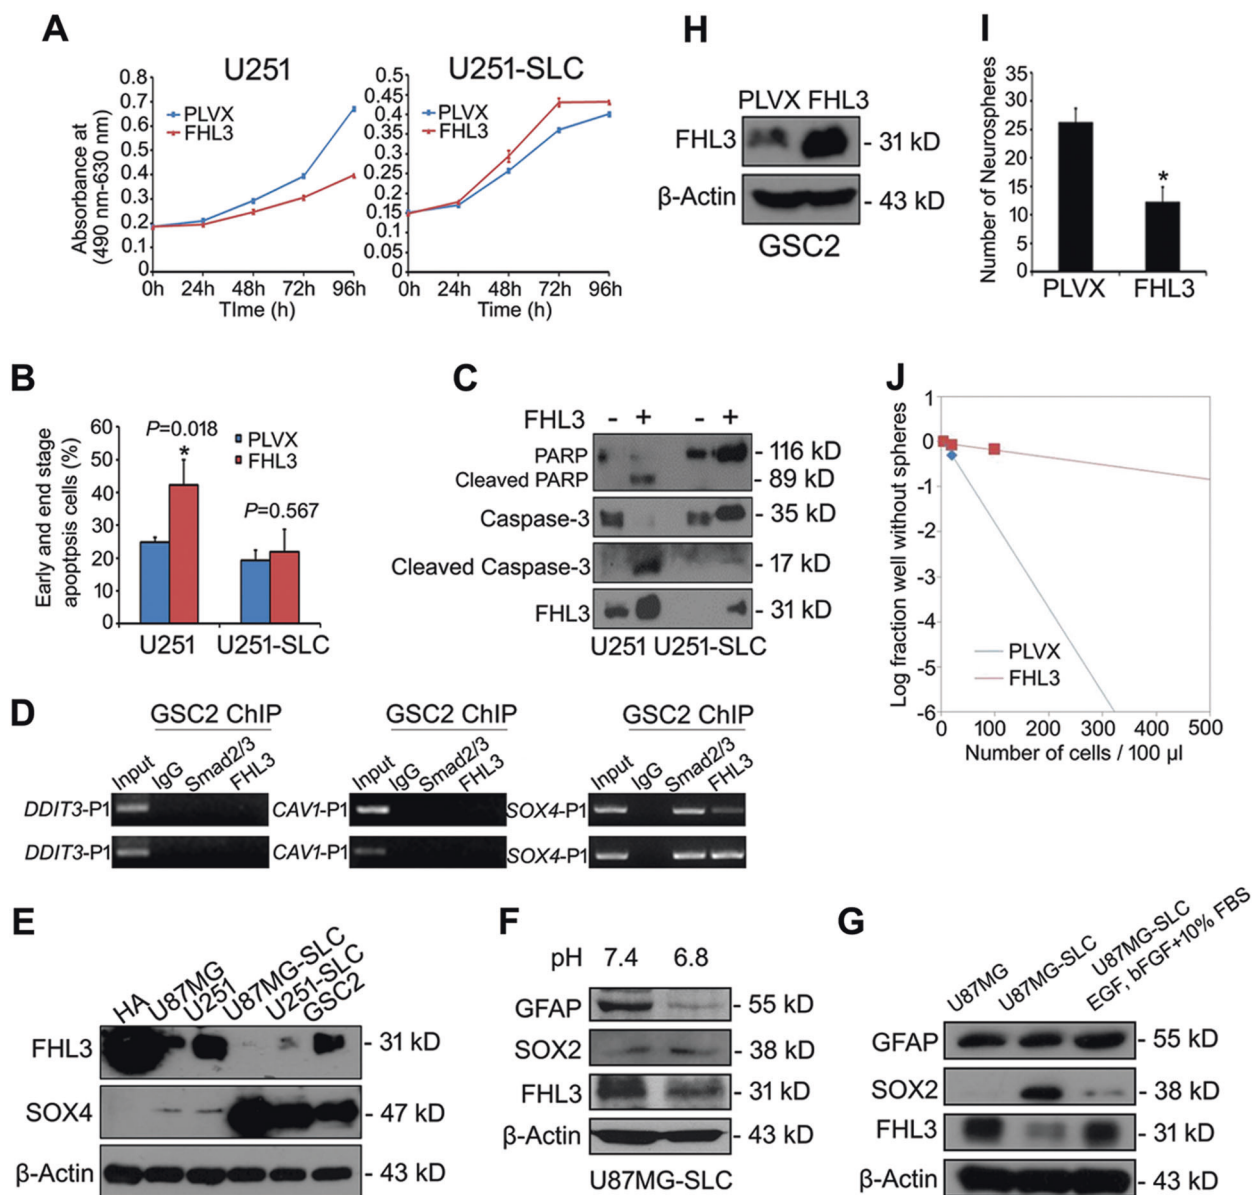 A
U251
U251-SLC
Absorbance at
(490 nm-630 nm)
0.8
0.7
0.6
0.5
0.4
0.3
0.2
0.1
0
PLVX
FHL3
0h 24h 48h 72h 96h
TIme (h)
0.5
0.45
0.4
0.35
0.3
0.25
0.2
0.15
0.1
0.05
0
PLVX
FHL3
0h 24h 48h 72h 96h
Time (h)
H
PLVX FHL3
FHL3 - 31 kD
β-Actin - 43 kD
GSC2
I
Number of Neurospheres
35
30
25
20
15
10
5
0
*
PLVX FHL3
B
Early and end stage
apoptpsis cells (%)
60
50
40
30
20
10
0
P=0.018
*
P=0.567
PLVX
FHL3
U251 U251-SLC
C
FHL3 - + - +
PARP - 116 kD
Cleaved PARP - 89 kD
Caspase-3 - 35 kD
Cleaved Caspase-3 - 17 kD
FHL3 - 31 kD
U251 U251-SLC
J
Log fraction well without spheres
1
0
-1
-2
-3
-4
-5
-6
PLVX
FHL3
0 100 200 300 400 500
Number of cells / 100 µl
D
GSC2 ChIP
Input IgG Smad2/3 FHL3
DDIT3-P1
DDIT3-P1
GSC2 ChIP
Input IgG Smad2/3 FHL3
CAV1-P1
CAV1-P1
GSC2 ChIP
Input IgG Smad2/3 FHL3
SOX4-P1
SOX4-P1
E
HA U87MG U251 U87MG-SLC U251-SLC GSC2
FHL3 - 31 kD
SOX4 - 47 kD
β-Actin - 43 kD
F
pH 7.4 6.8
GFAP - 55 kD
SOX2 - 38 kD
FHL3 - 31 kD
β-Actin - 43 kD
U87MG-SLC
G
U87MG U87MG-SLC U87MG-SLC
EGF, bFGF+10% FBS
GFAP - 55 kD
SOX2 - 38 kD
FHL3 - 31 kD
β-Actin - 43 kD